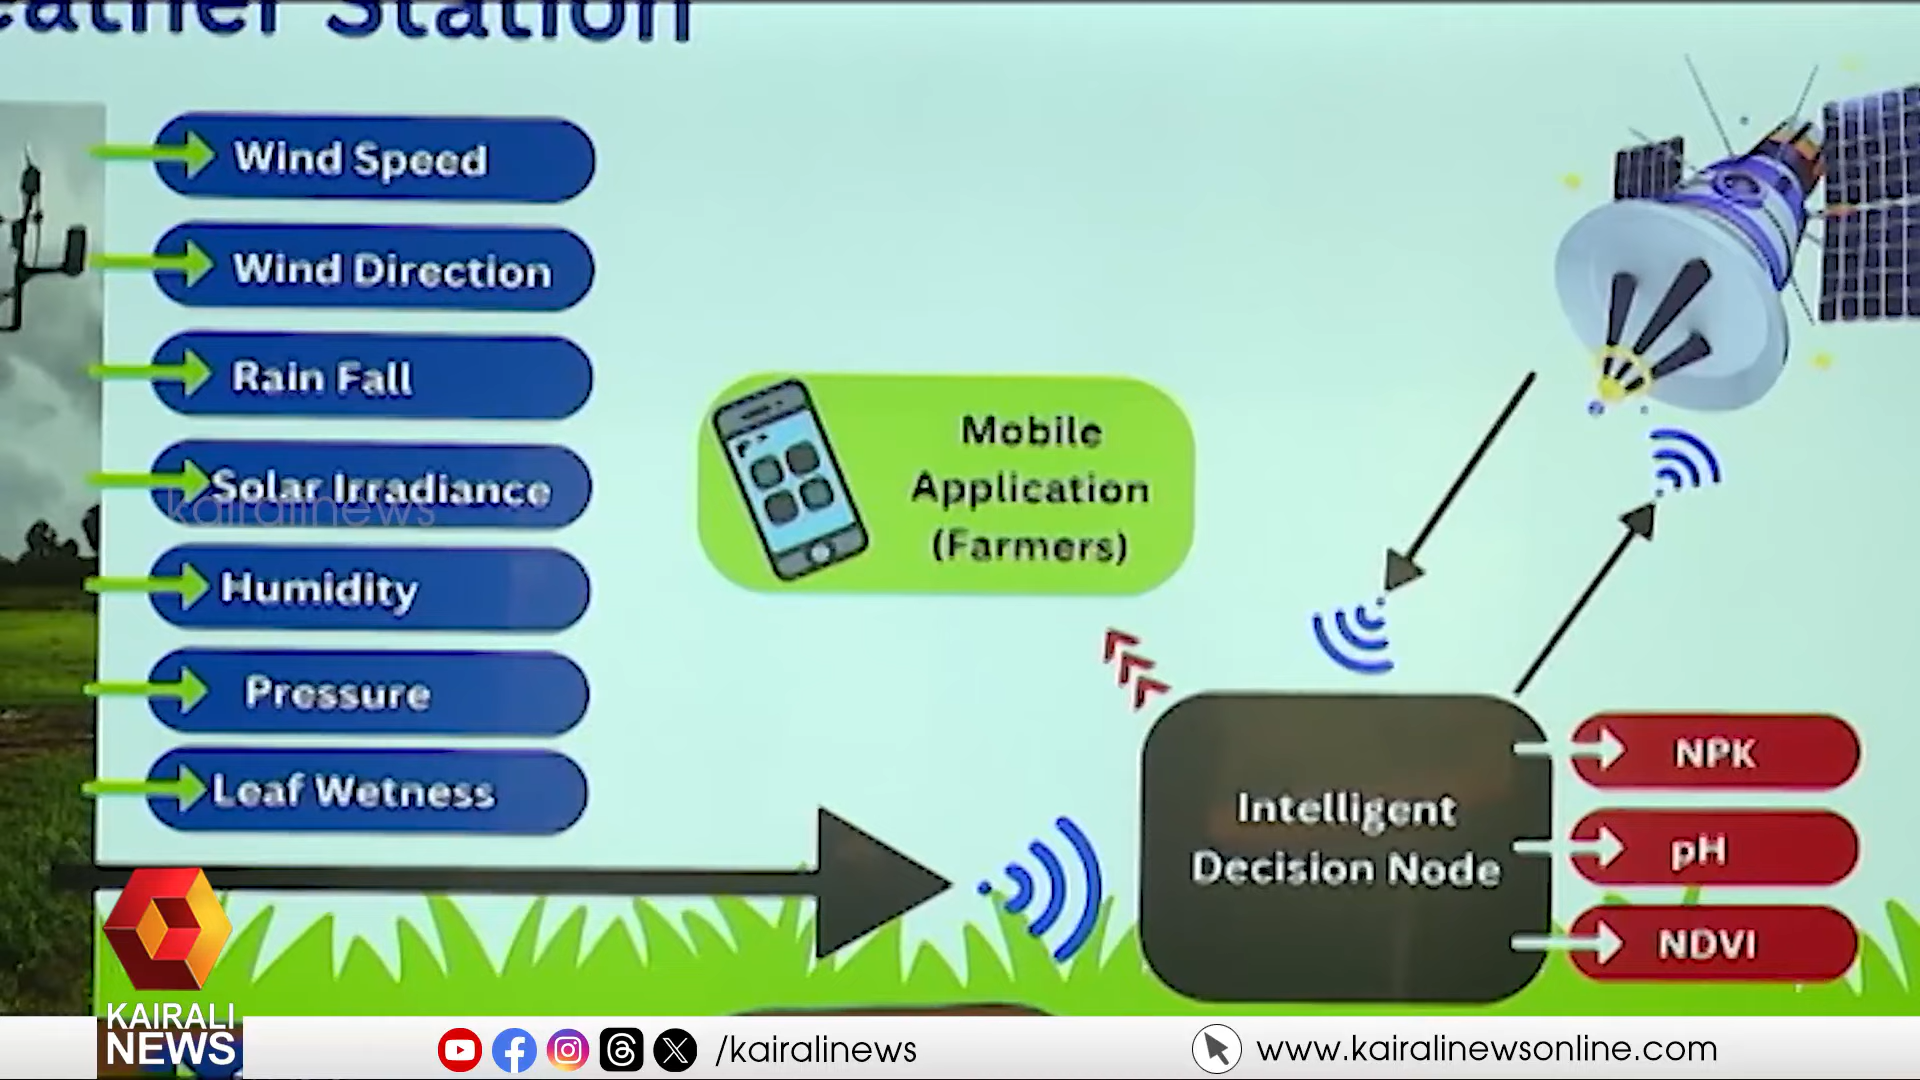 Station
Wind Speed
Wind Direction
Rain Fall
Solar Irradiance
kairalinews
Humidity
Pressure
Leaf Wetness
Mobile
Application
(Farmers)
Intelligent
Decision Node
NPK
pH
NDVI
KAIRALI
NEWS
/kairalinews
www.kairalinewsonline.com